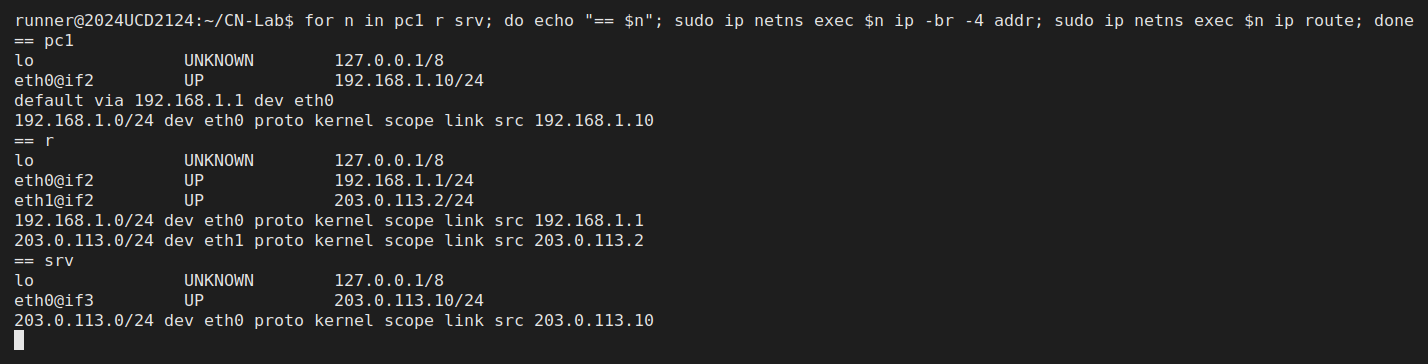 runner@2024UCD2124:~/CN-Lab$ for n in pc1 r srv; do echo "== $n"; sudo ip netns exec $n ip -br -4 addr; sudo ip netns exec $n ip route; done
== pc1
lo               UNKNOWN        127.0.0.1/8
eth0@if2         UP             192.168.1.10/24
default via 192.168.1.1 dev eth0
192.168.1.0/24 dev eth0 proto kernel scope link src 192.168.1.10
== r
lo               UNKNOWN        127.0.0.1/8
eth0@if2         UP             192.168.1.1/24
eth1@if2         UP             203.0.113.2/24
192.168.1.0/24 dev eth0 proto kernel scope link src 192.168.1.1
203.0.113.0/24 dev eth1 proto kernel scope link src 203.0.113.2
== srv
lo               UNKNOWN        127.0.0.1/8
eth0@if3         UP             203.0.113.10/24
203.0.113.0/24 dev eth0 proto kernel scope link src 203.0.113.10